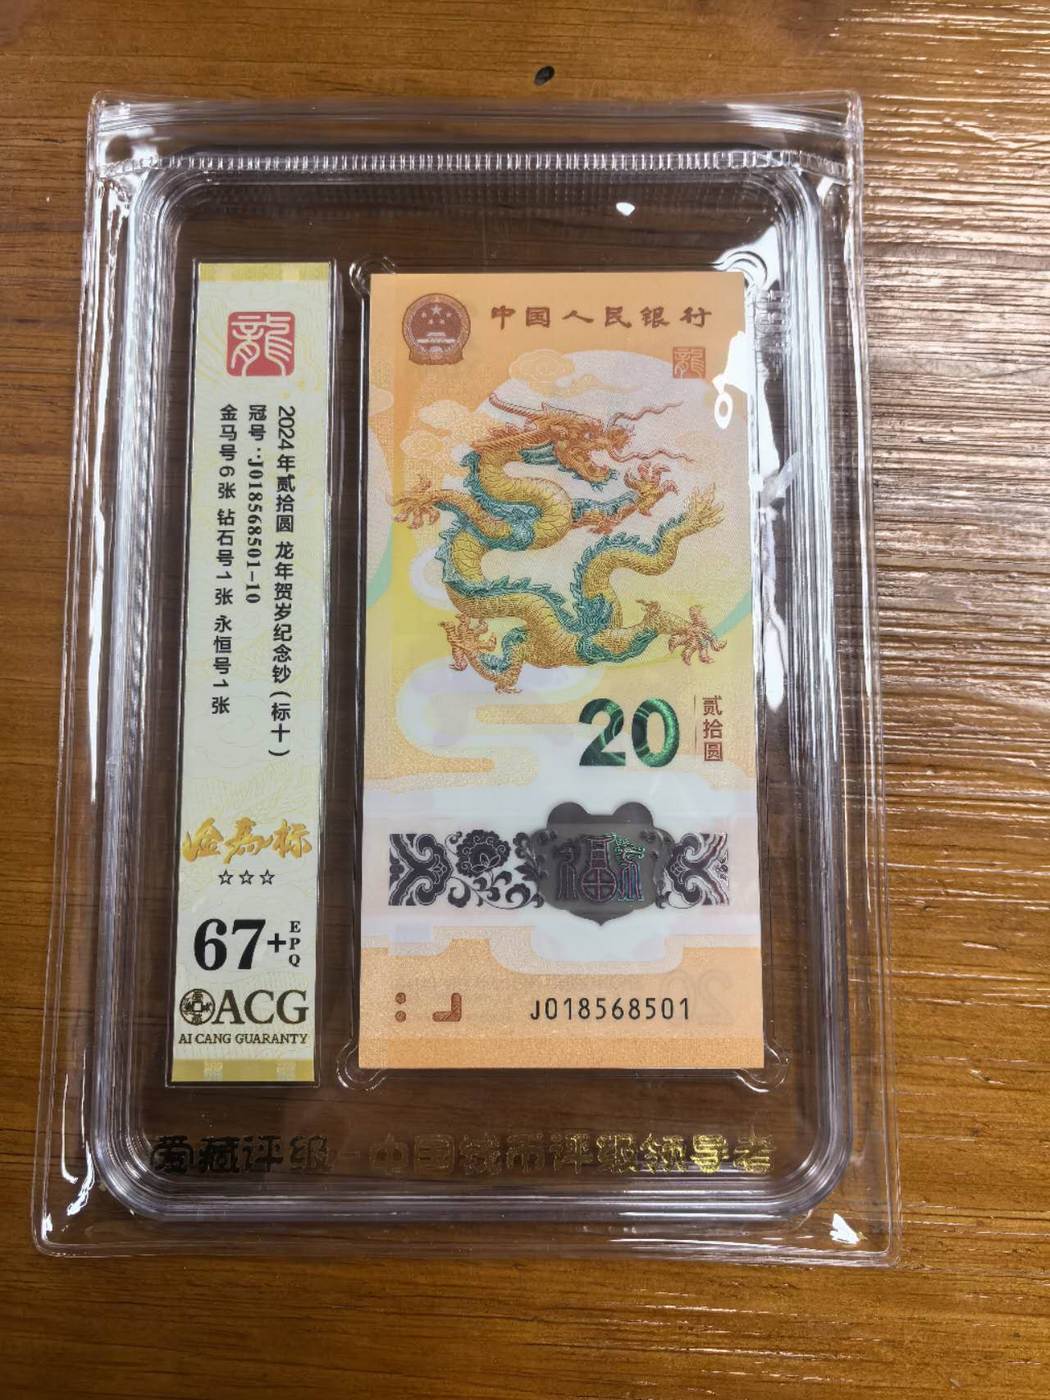 龍
2024年贰拾圆 龙年贺岁纪念钞(标十)
冠号:J018568501-10
金马号6张 钻石号1张 永恒号1张
金马标
☆☆☆
67+EPQ
ACG
AI CANG GUARANTY
中国人民银行
龍
20
贰拾圆
J018568501
爱藏评级 - 中国钱币评级领导者